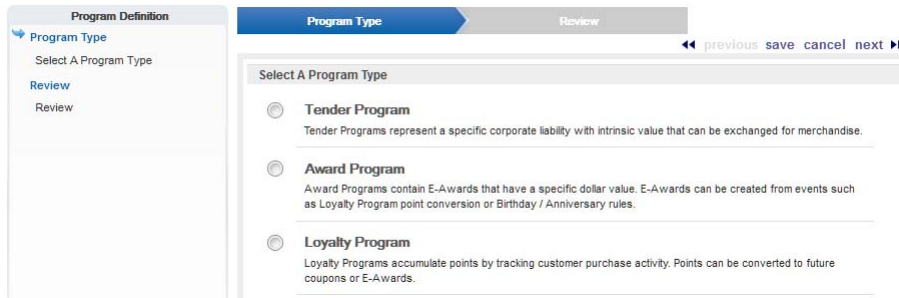 Program Definition
Program Type
Select A Program Type
Review
Review
Program Type
Review
previous save cancel next
Select A Program Type
Tender Program
Tender Programs represent a specific corporate liability with intrinsic value that can be exchanged for merchandise.
Award Program
Award Programs contain E-Awards that have a specific dollar value. E-Awards can be created from events such
as Loyalty Program point conversion or Birthday / Anniversary rules.
Loyalty Program
Loyalty Programs accumulate points by tracking customer purchase activity. Points can be converted to future
coupons or E-Awards.